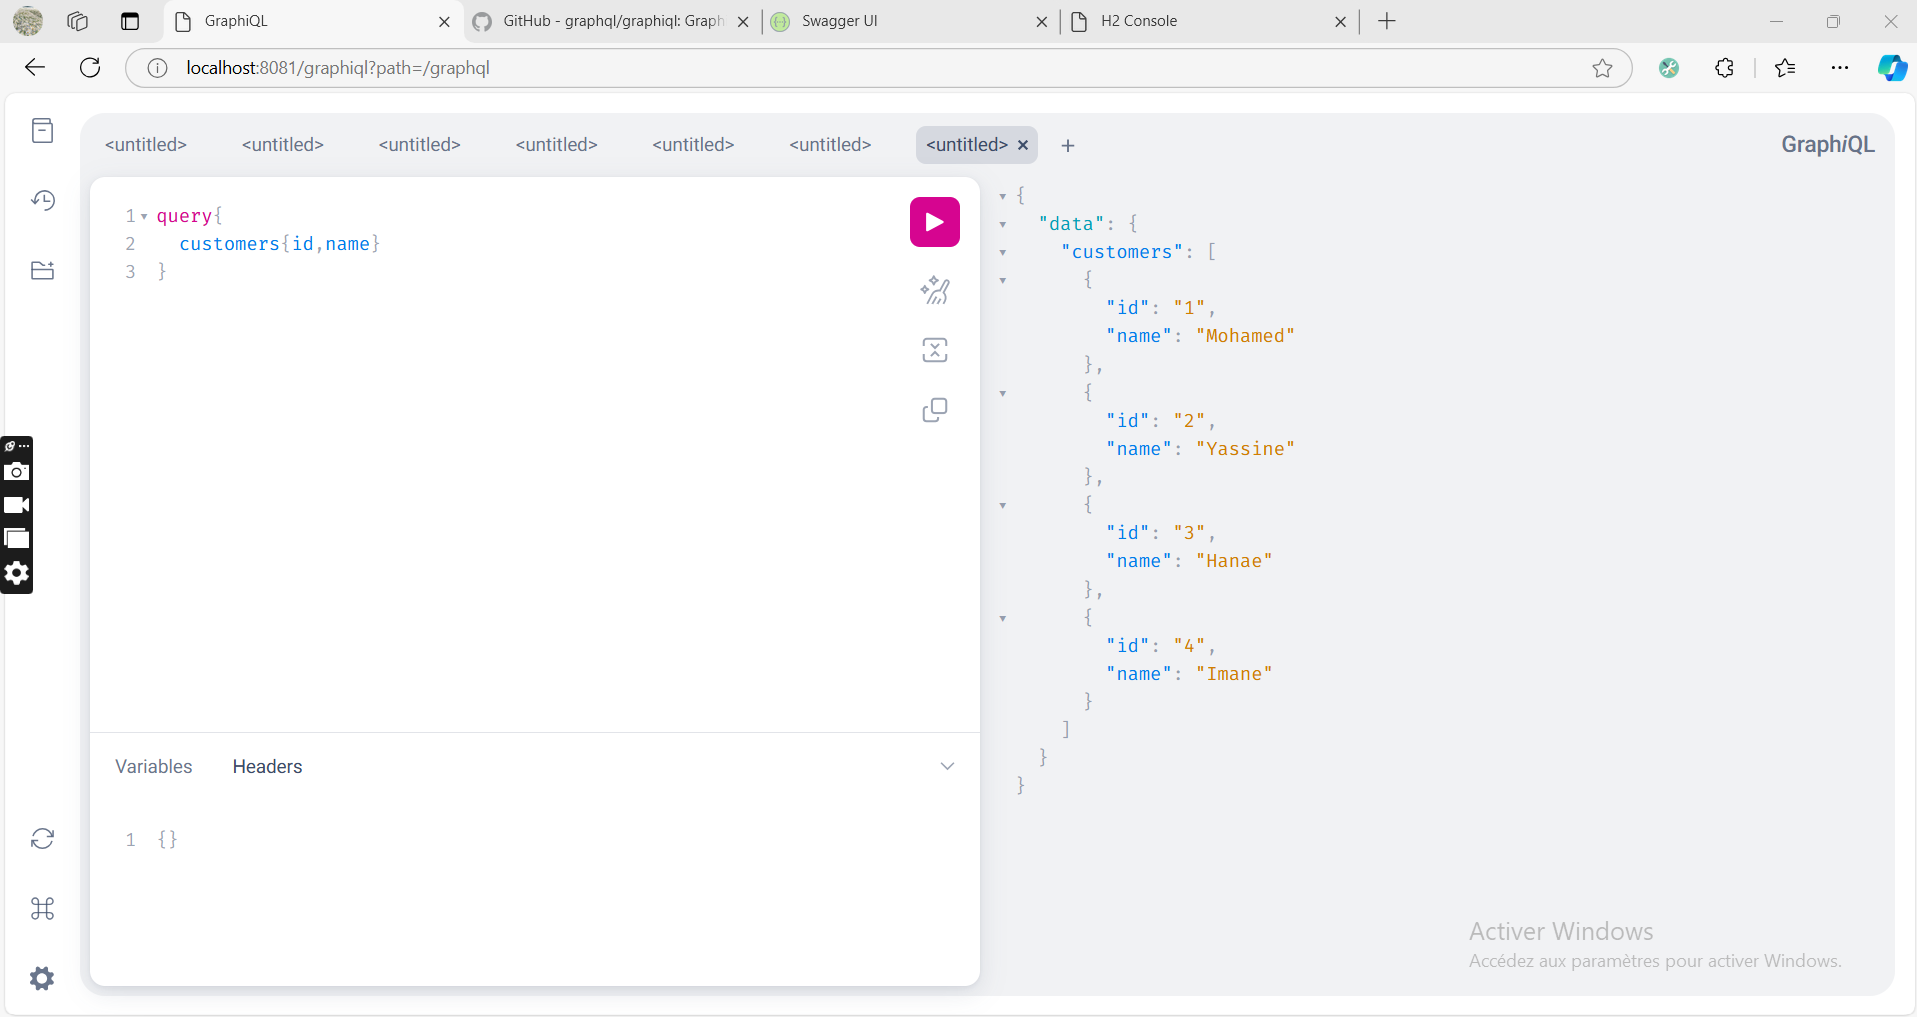 GraphiQL
GitHub - graphql/graphiql: Graph
Swagger UI
H2 Console
localhost:8081/graphiql?path=/graphql
<untitled> <untitled> <untitled> <untitled> <untitled> <untitled> <untitled>
GraphiQL
1 query{
2 customers{id,name}
3 }
Variables
Headers
1 {}
{
"data": {
"customers": [
{
"id": "1",
"name": "Mohamed"
},
{
"id": "2",
"name": "Yassine"
},
{
"id": "3",
"name": "Hanae"
},
{
"id": "4",
"name": "Imane"
}
]
}
}
Activer Windows
Accédez aux paramètres pour activer Windows.